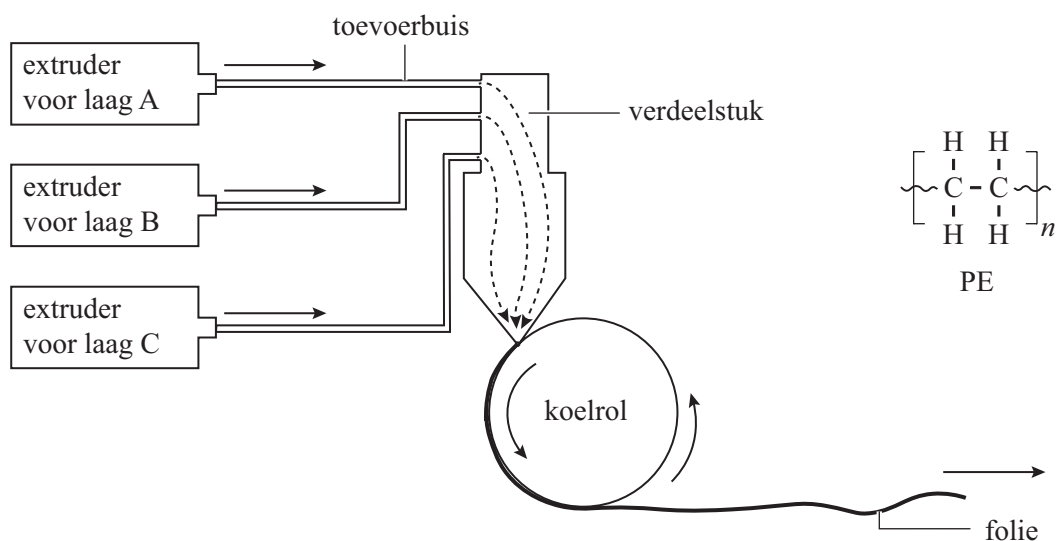 toevoerbuis
extruder
voor laag A
verdeelstuk
extruder
voor laag B
extruder
voor laag C
H H
C C
H H
n
PE
koelrol
folie